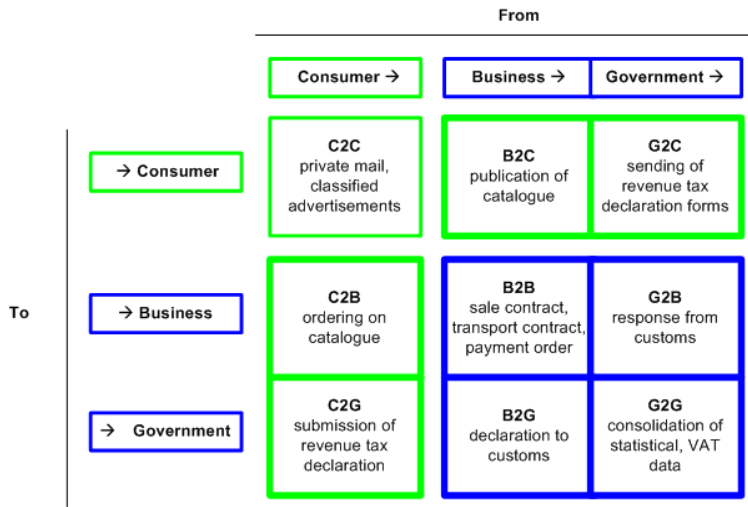 From
Consumer →
Business →
Government →
To
→ Consumer
C2C
private mail,
classified
advertisements
B2C
publication of
catalogue
G2C
sending of
revenue tax
declaration forms
→ Business
C2B
ordering on
catalogue
B2B
sale contract,
transport contract,
payment order
G2B
response from
customs
→ Government
C2G
submission of
revenue tax
declaration
B2G
declaration to
customs
G2G
consolidation of
statistical, VAT
data